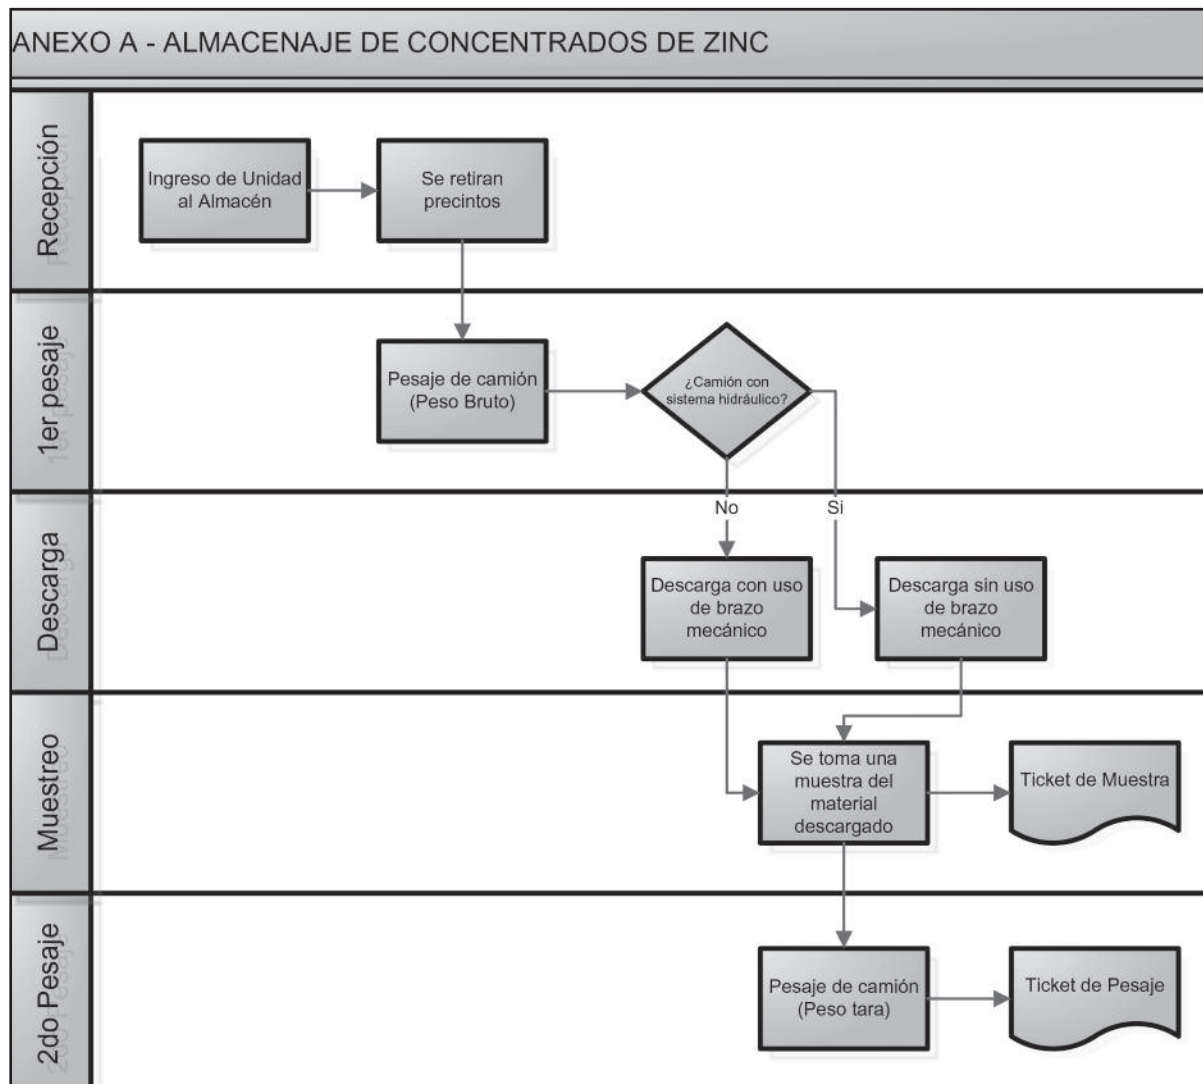 ANEXO A - ALMACENAJE DE CONCENTRADOS DE ZINC
Recepción
Ingreso de Unidad
al Almacén
Se retiran
precintos
1er pesaje
Pesaje de camión
(Peso Bruto)
¿Camión con
sistema hidráulico?
No
Si
Descarga
Descarga con uso
de brazo
mecánico
Descarga sin uso
de brazo
mecánico
Muestreo
Se toma una
muestra del
material
descargado
Ticket de Muestra
2do Pesaje
Pesaje de camión
(Peso tara)
Ticket de Pesaje